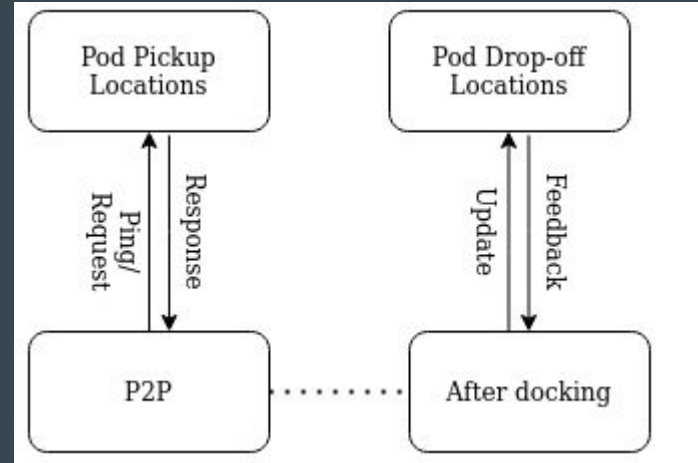 Pod Pickup
Locations
Pod Drop-off
Locations
Ping/
Request
Response
Update
Feedback
P2P
After docking